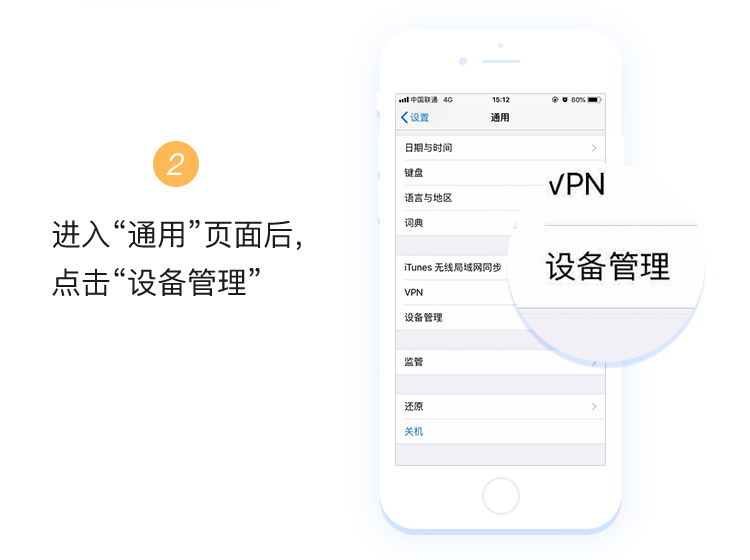 2
进入“通用”页面后，
点击“设备管理”
中国联通 4G 15:12 80%
设置 通用
日期与时间
键盘
语言与地区
词典
iTunes 无线局域网同步
VPN
设备管理
监管
还原
关机
VPN
设备管理